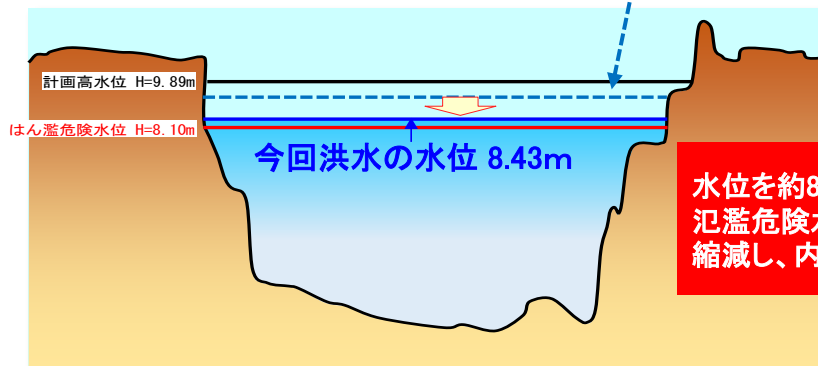 計画高水位 H=9.89m
はん濫危険水位 H=8.10m
今回洪水の水位 8.43m
水位を約8
氾濫危険水
縮減し、内